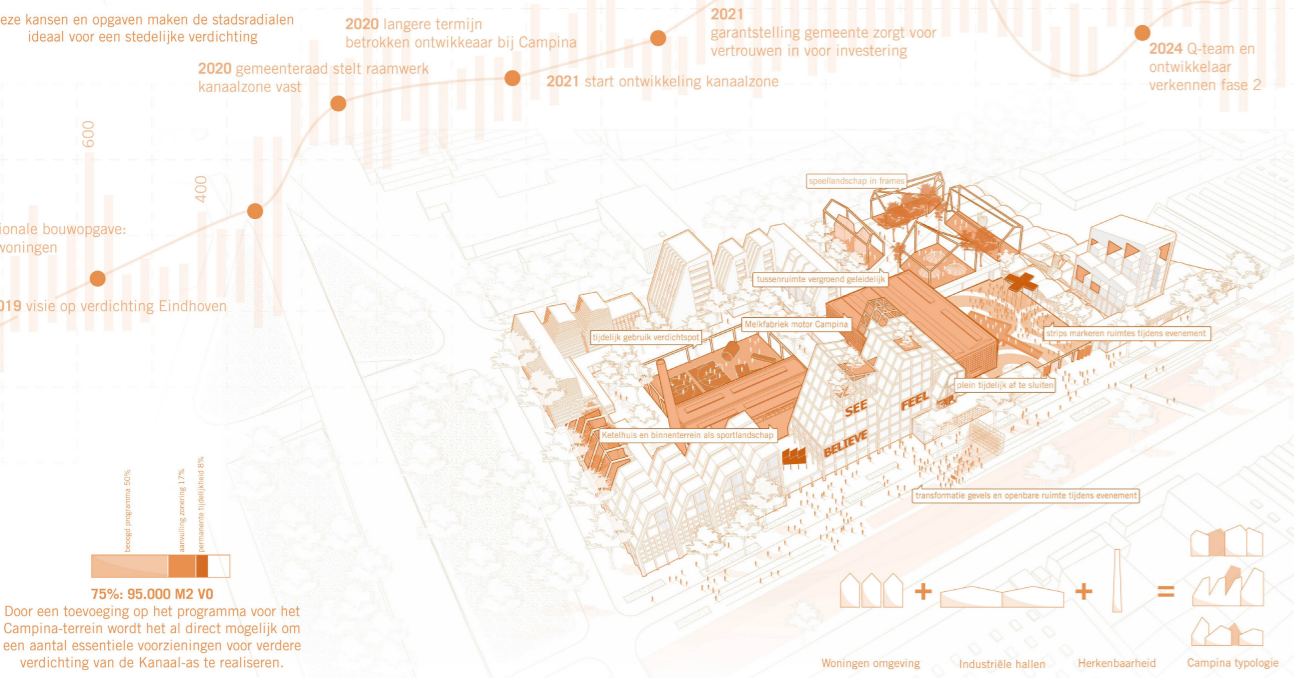 eze kansen en opgaven maken de stadsradialen
ideaal voor een stedelijke verdichting
2020 langere termijn
betrokken ontwikkeaar bij Campina
2021
garantstelling gemeente zorgt voor
vertrouwen in voor investering
2024 Q-team en
ontwikkelaar
verkennen fase 2
2020 gemeenteraad stelt raamwerk
kanaalzone vast
2021 start ontwikkeling kanaalzone
600
400
ionale bouwopgave:
woningen
019 visie op verdichting Eindhoven
speellandschap in frames
tussenruimte vergroend geleidelijk
Melkfabriek motor Campina
tijdelijk gebruik verdichtspot
strips markeren ruimtes tijdens evenement
plein tijdelijk af te sluiten
SEE
FEEL
BELIEVE
Ketelhuis en binnenterrein als sportlandschap
transformatie gevels en openbare ruimte tijdens evenement
beoogd programma 50%
aanvulling zonering 17%
permanente tijdelijkheid 8%
75%: 95.000 M2 VO
Door een toevoeging op het programma voor het
Campina-terrein wordt het al direct mogelijk om
een aantal essentiele voorzieningen voor verdere
verdichting van de Kanaal-as te realiseren.
+
+
=
Woningen omgeving
Industriële hallen
Herkenbaarheid
Campina typologie